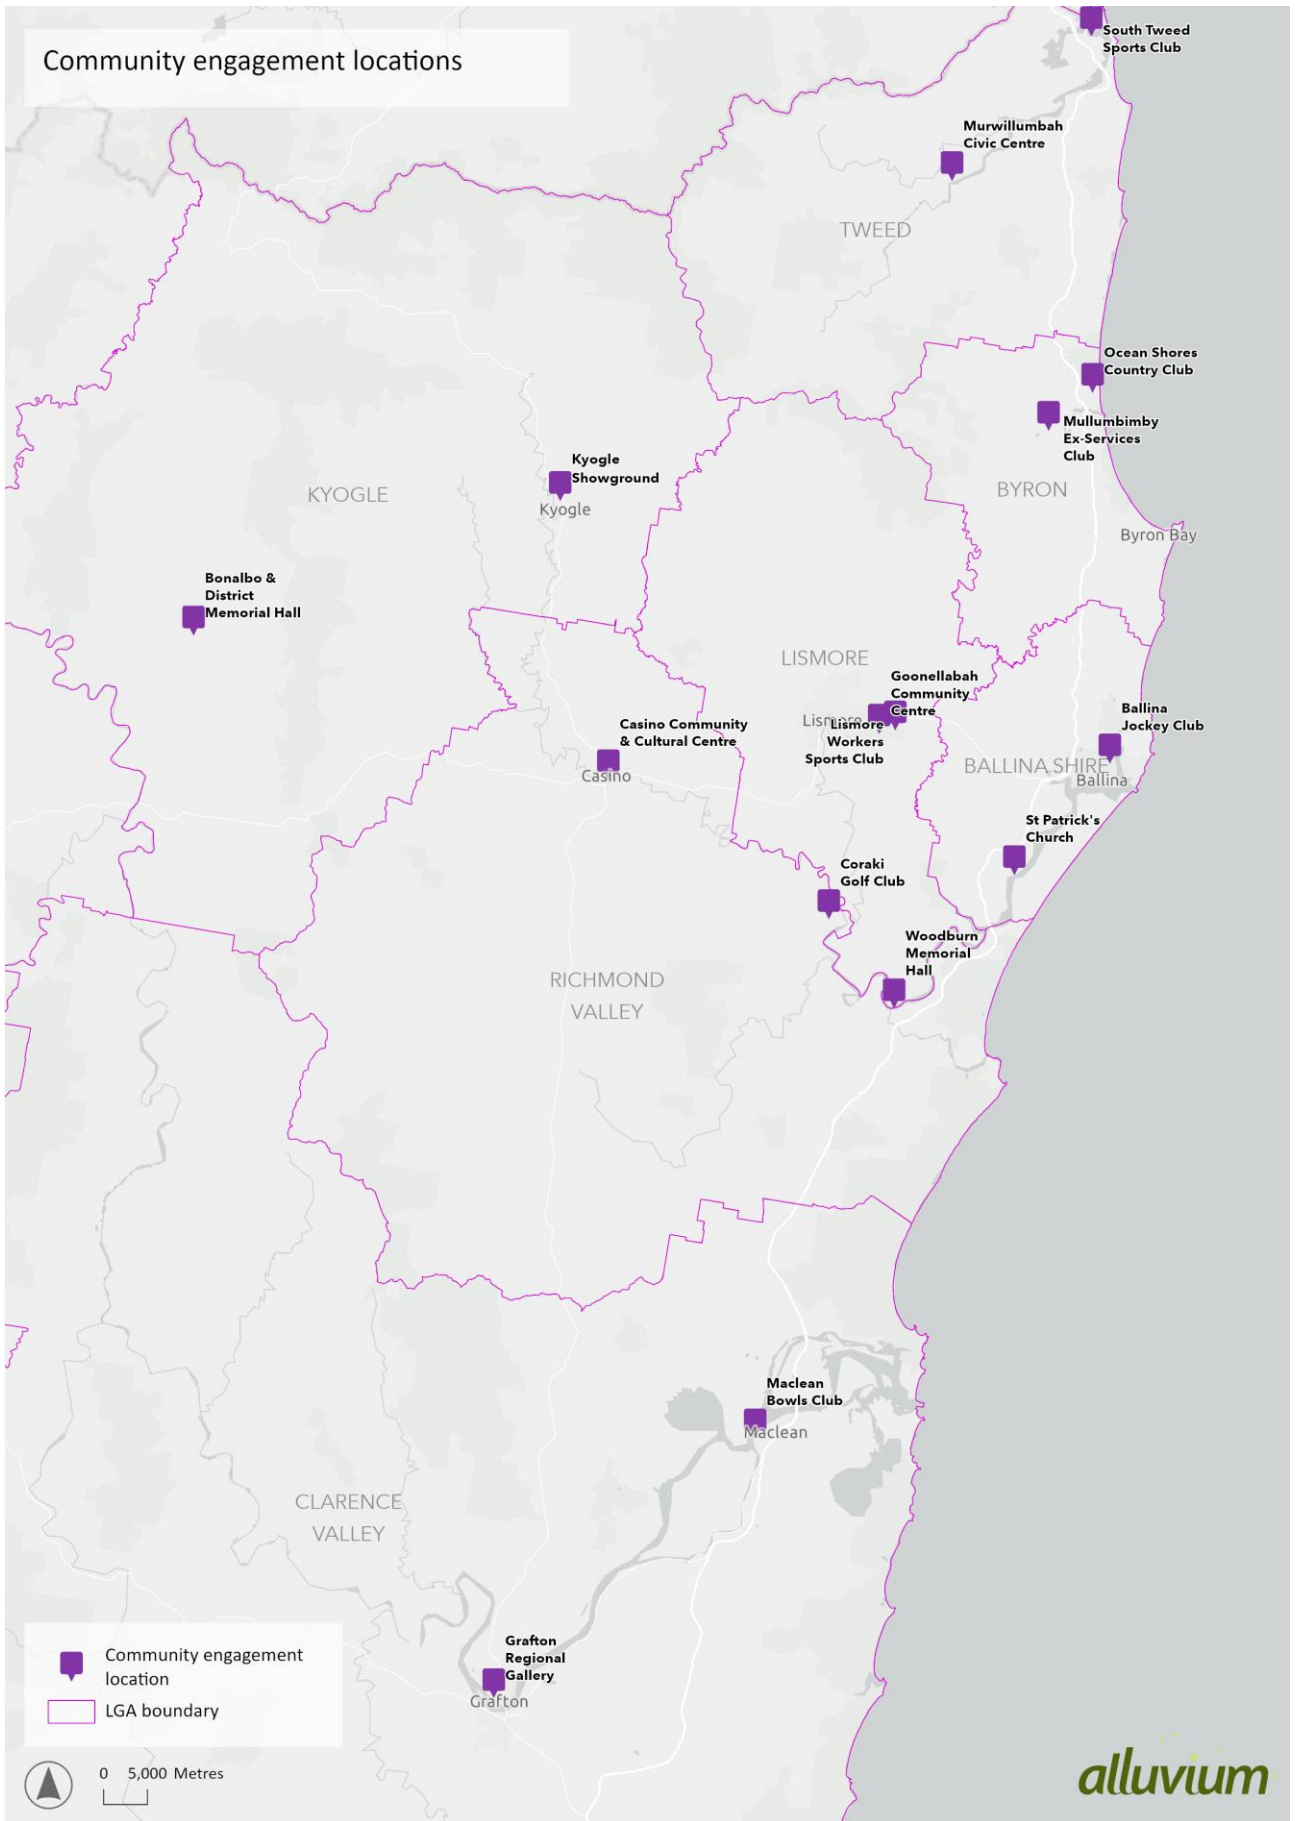 Community engagement locations
South Tweed
Sports Club
Murwillumbah
Civic Centre
TWEED
Ocean Shores
Country Club
Mullumbimby
Ex-Services
Club
Kyogle
Showground
Kyogle
KYOGLE
BYRON
Byron Bay
Bonalbo &
District
Memorial Hall
LISMORE
Goonellabah
Community
Centre
Lismore
Lismore
Workers
Sports Club
Casino Community
& Cultural Centre
Casino
Ballina
Jockey Club
BALLINA SHIRE
Ballina
St Patrick's
Church
Coraki
Golf Club
Woodburn
Memorial
Hall
RICHMOND
VALLEY
Maclean
Bowls Club
Maclean
CLARENCE
VALLEY
Grafton
Regional
Gallery
Grafton
Community engagement
location
LGA boundary
0 5,000 Metres
alluvium